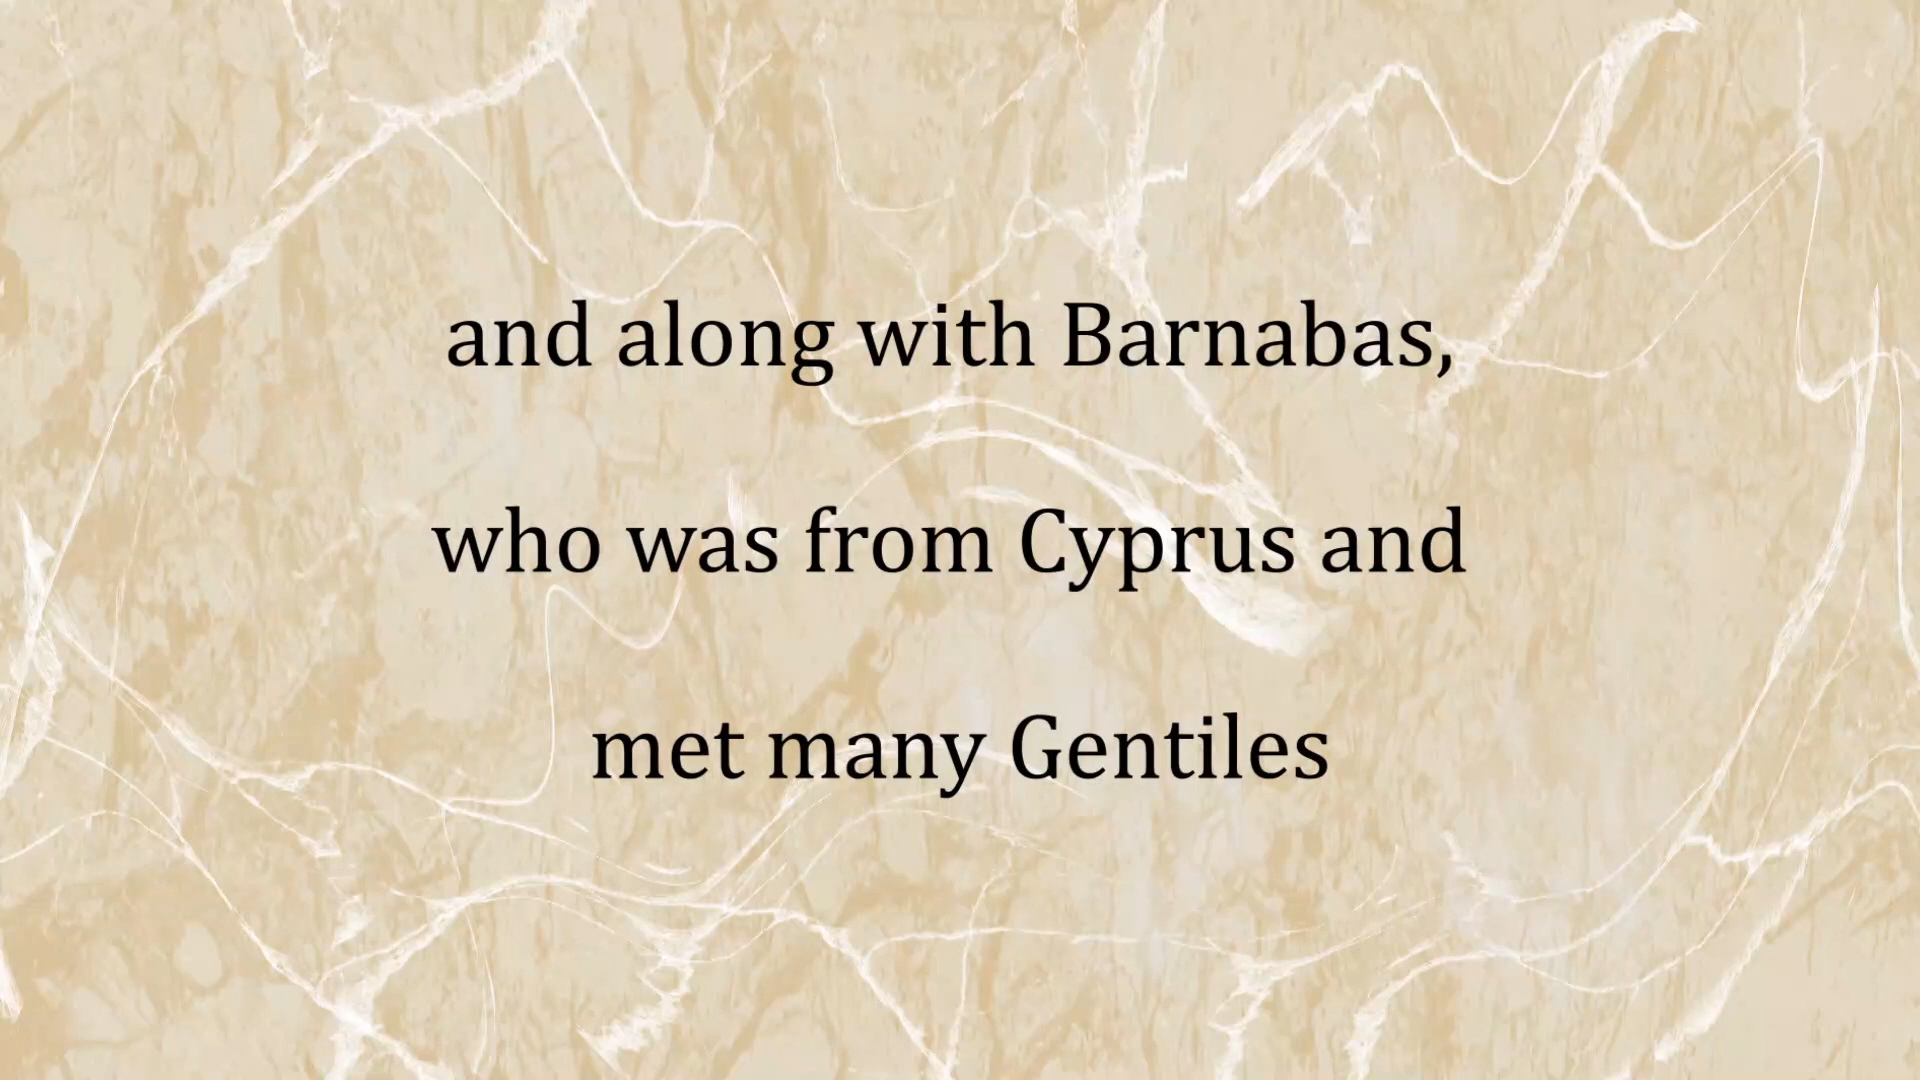 and along with Barnabas,
who was from Cyprus and
met many Gentiles